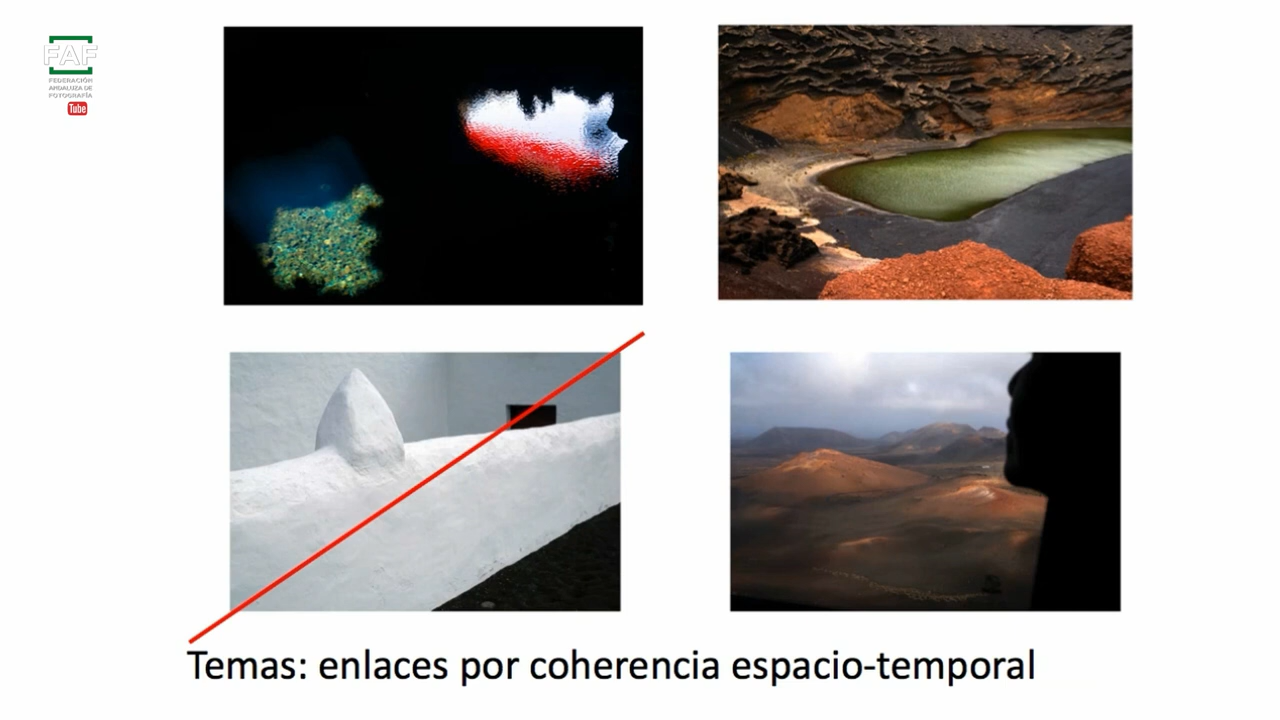 FAF
FEDERACIÓN
ANDALUZA DE
FOTOGRAFÍA
Tube
Temas: enlaces por coherencia espacio-temporal